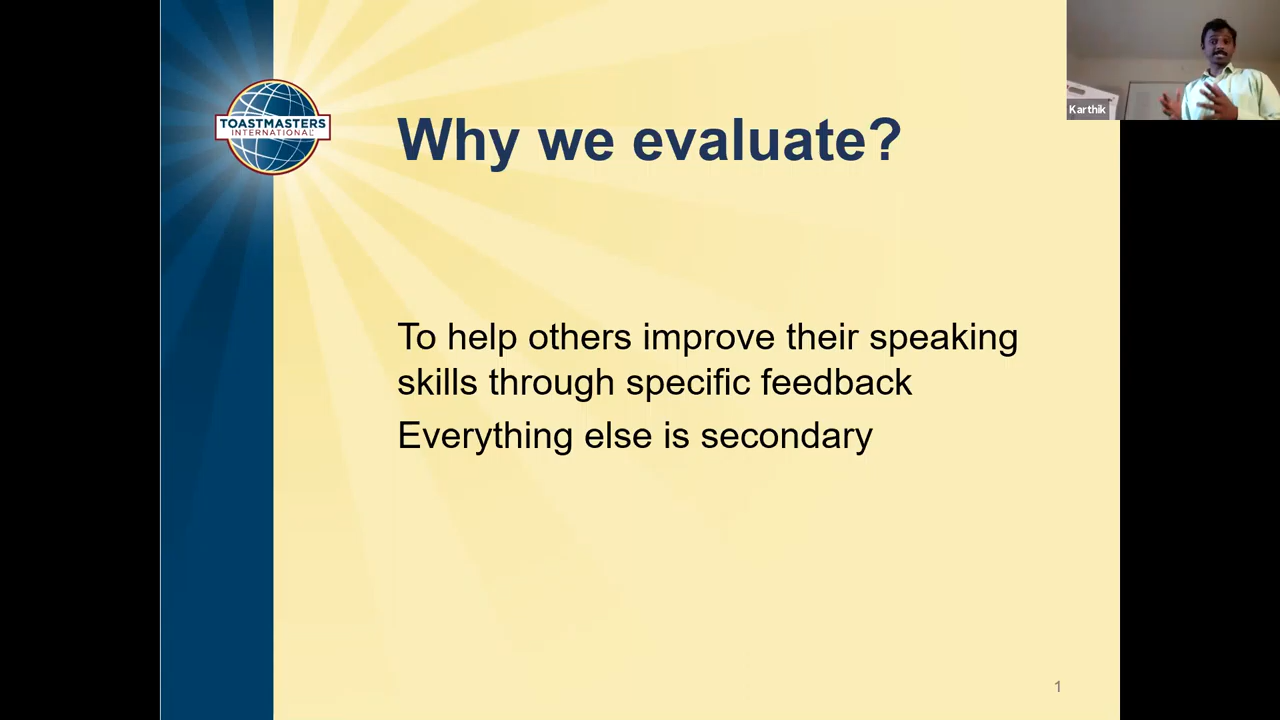 TOASTMASTERS
INTERNATIONAL
Why we evaluate?
Karthik
To help others improve their speaking
skills through specific feedback
Everything else is secondary
1